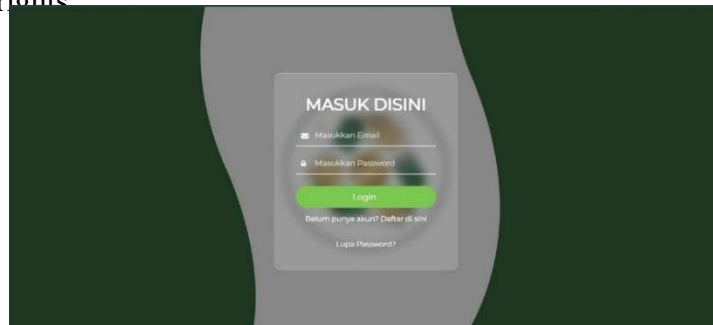 MASUK DISINI
Masukkan Email
Masukkan Password
Login
Belum punya akun? Daftar di sini
Lupa Password?